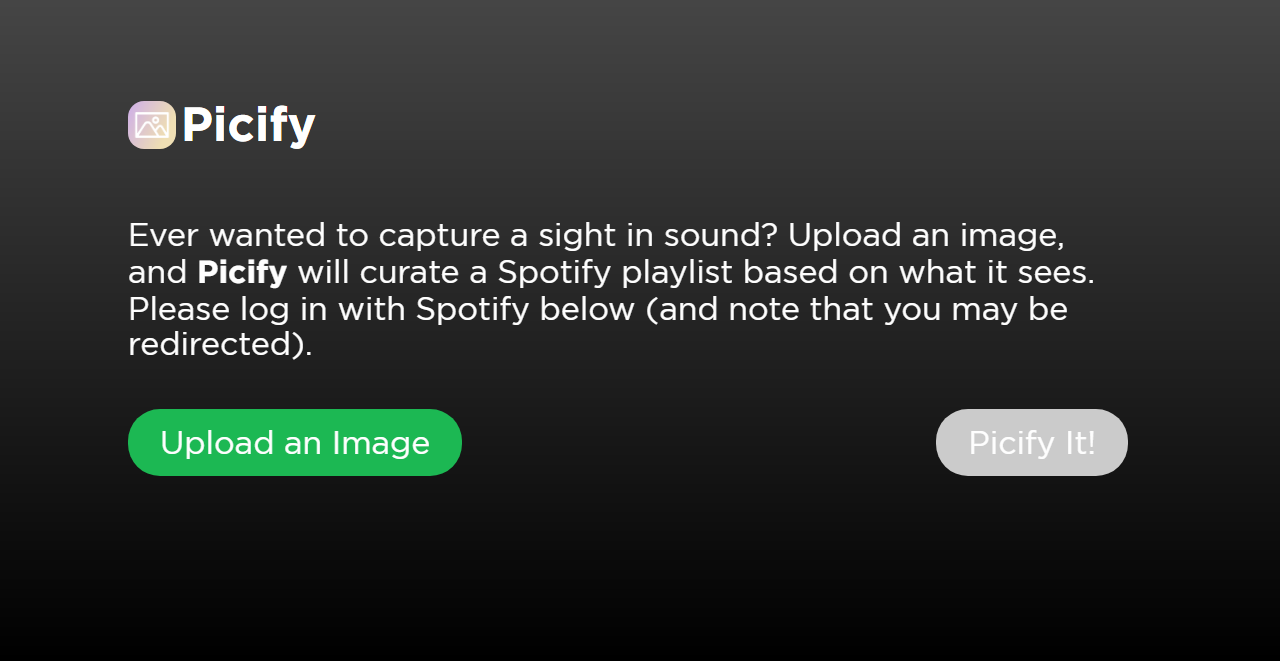 Picify
Ever wanted to capture a sight in sound? Upload an image,
and Picify will curate a Spotify playlist based on what it sees.
Please log in with Spotify below (and note that you may be
redirected).
Upload an Image
Picify It!